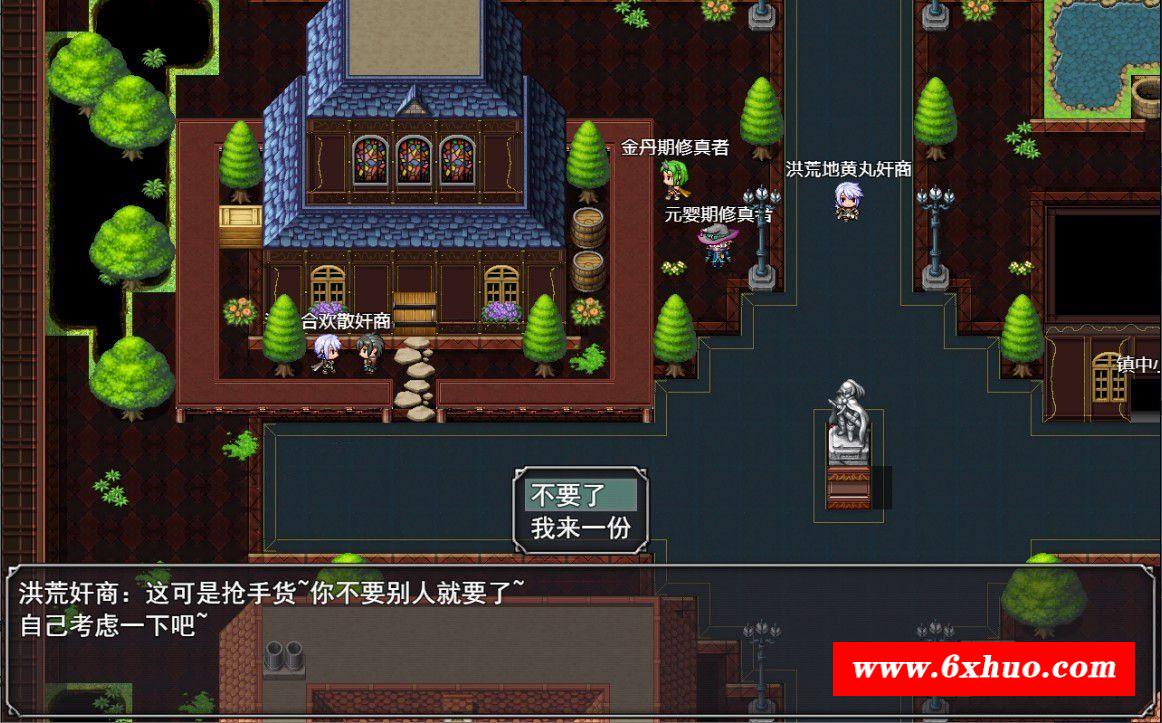 金丹期修真者
洪荒地黄丸奸商
元婴期修真者
合欢散奸商
镇中
不要了
我来一份
洪荒奸商：这可是抢手货~你不要别人就要了~
自己考虑一下吧~
www.6xhuo.com